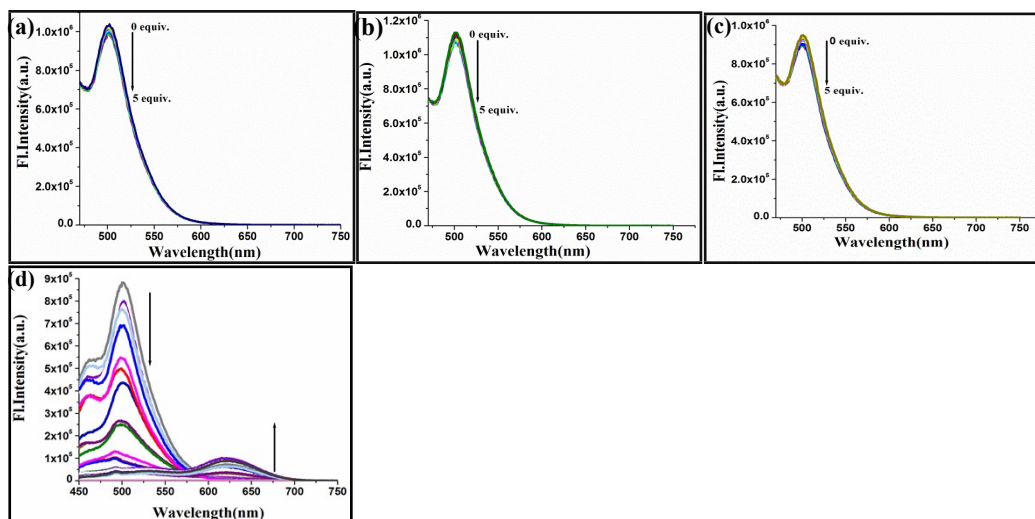 (a)
Fl.Intensity(a.u.)
1.0x10⁶
8.0x10⁵
6.0x10⁵
4.0x10⁵
2.0x10⁵
0.0
0 equiv.
5 equiv.
500 550 600 650 700 750
Wavelength(nm)
(b)
Fl.Intensity(a.u.)
1.2x10⁶
1.0x10⁶
8.0x10⁵
6.0x10⁵
4.0x10⁵
2.0x10⁵
0.0
0 equiv.
5 equiv.
500 550 600 650 700 750
Wavelength(nm)
(c)
Fl.Intensity(a.u.)
1.0x10⁶
8.0x10⁵
6.0x10⁵
4.0x10⁵
2.0x10⁵
0.0
0 equiv.
5 equiv.
500 550 600 650 700 750
Wavelength(nm)
(d)
Fl.Intensity(a.u.)
9x10⁵
8x10⁵
7x10⁵
6x10⁵
5x10⁵
4x10⁵
3x10⁵
2x10⁵
1x10⁵
0
450 500 550 600 650 700 750
Wavelength(nm)